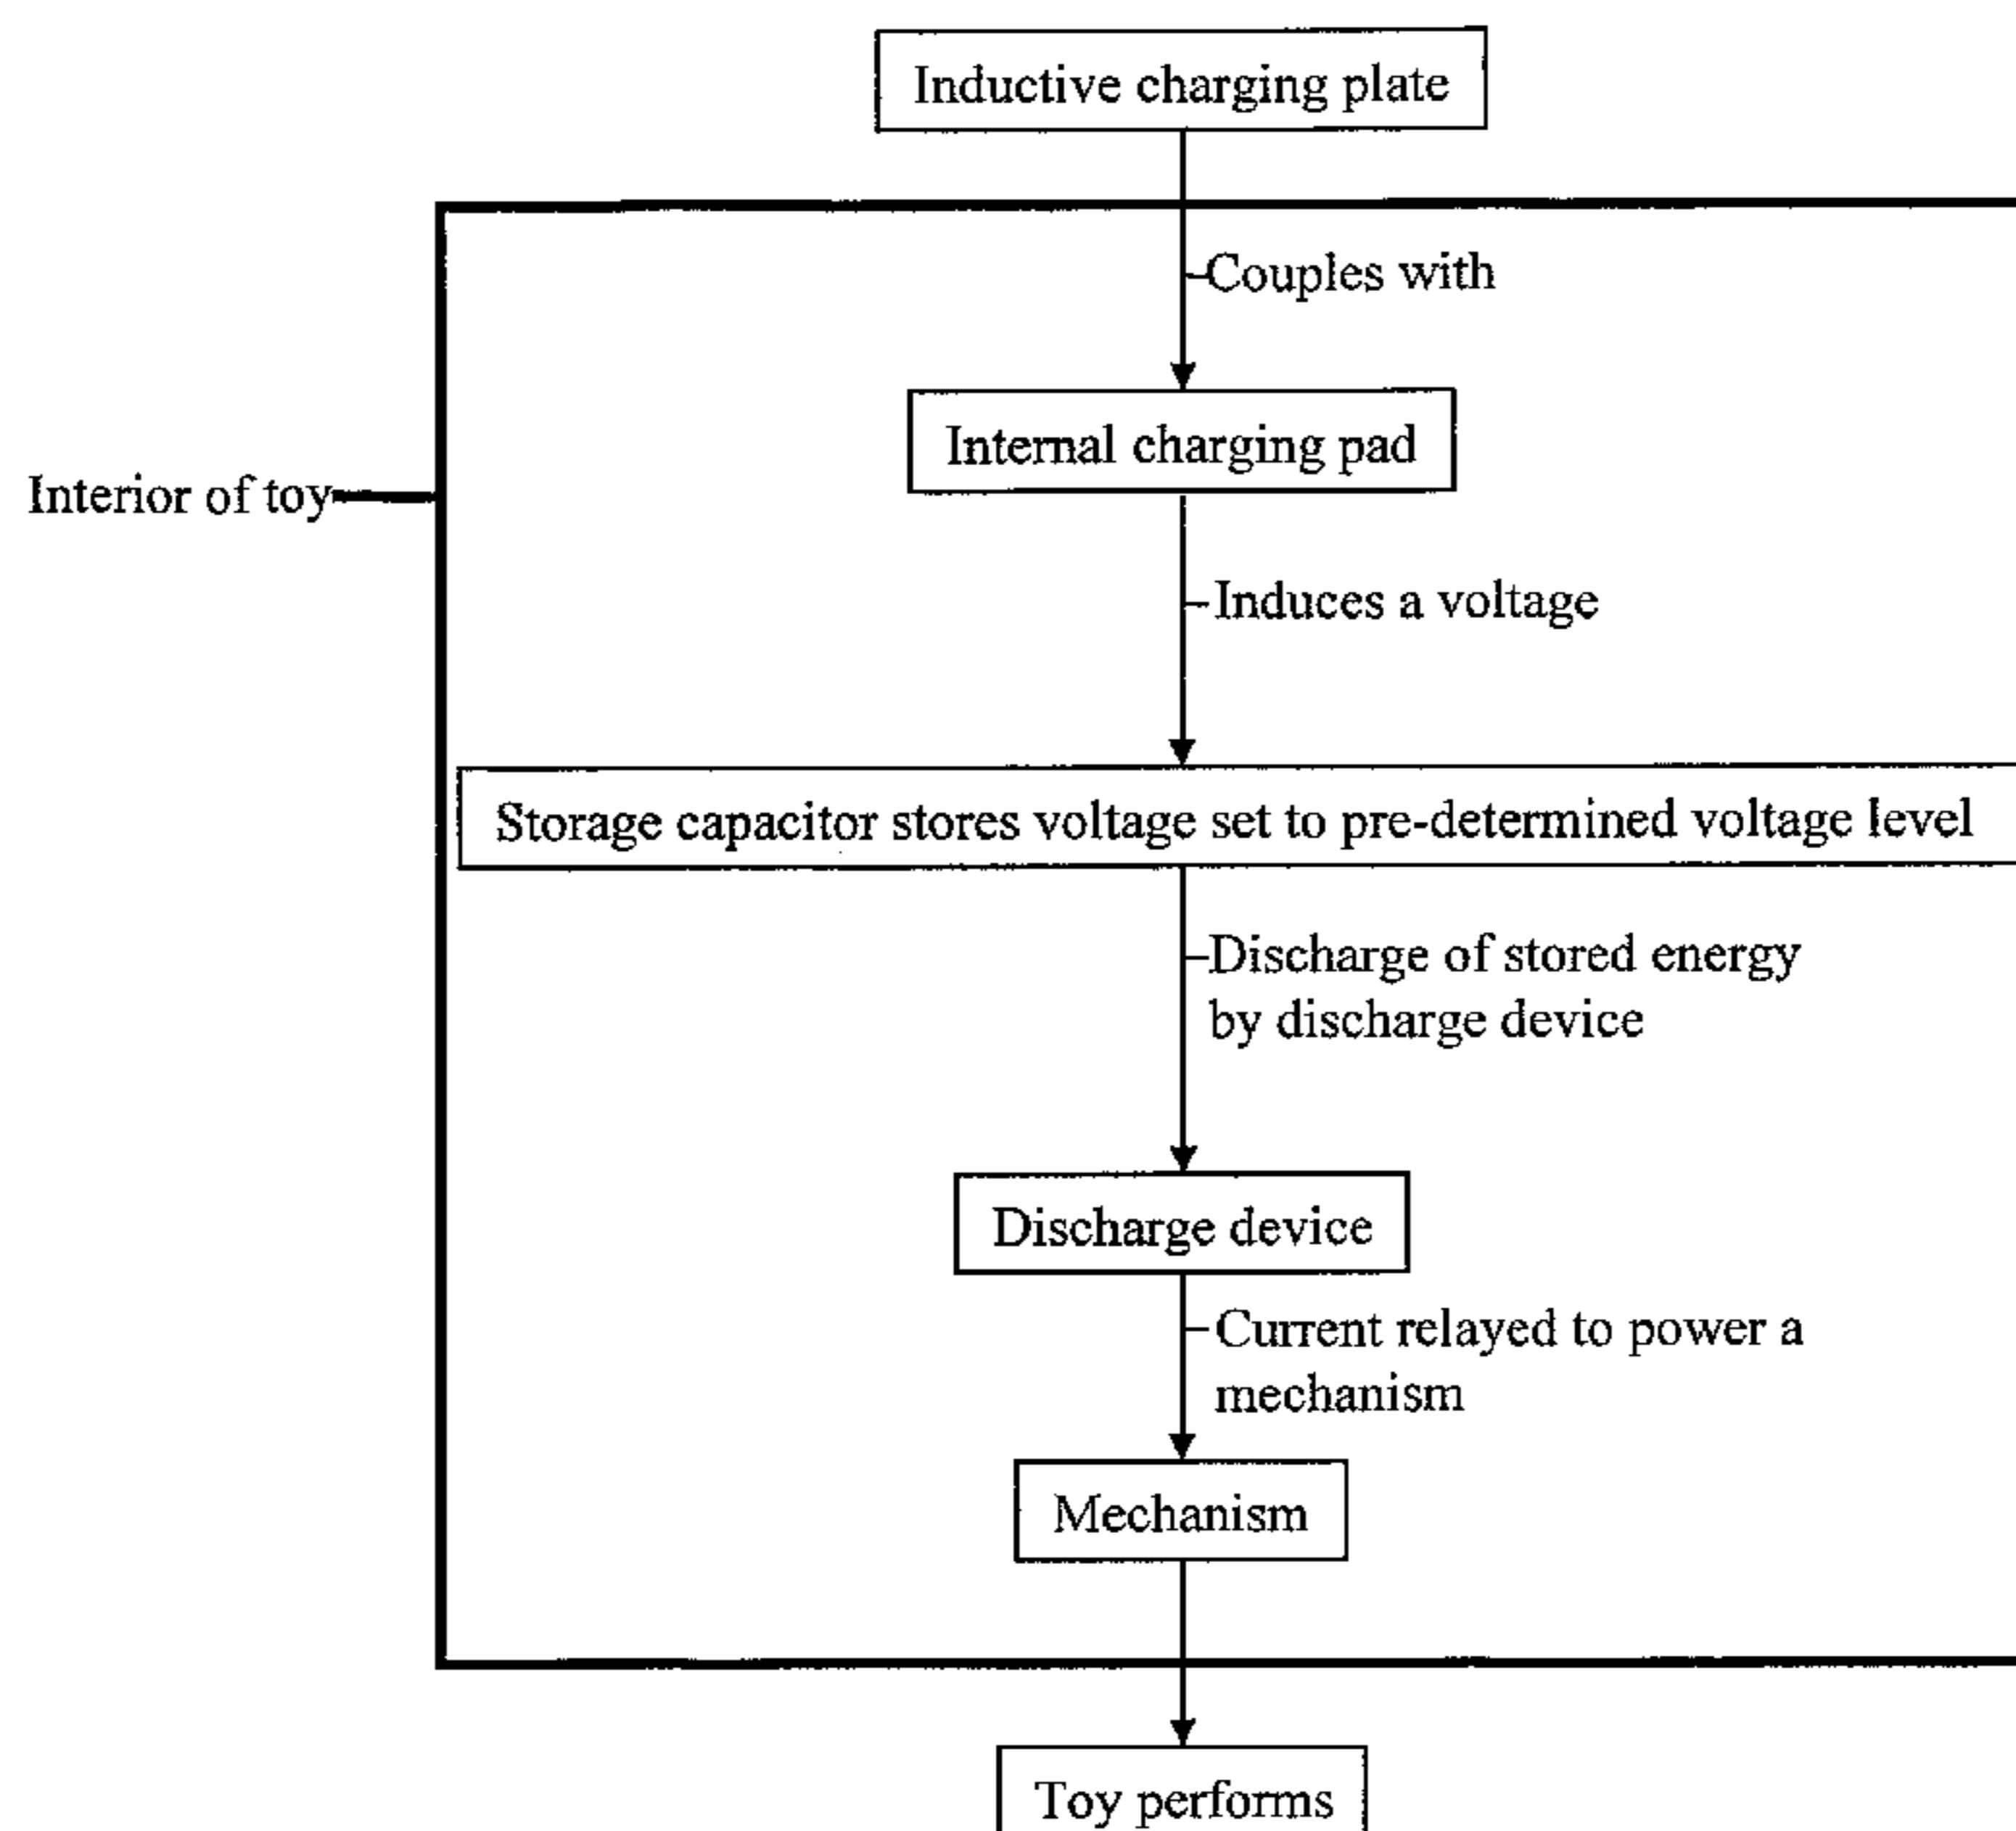 Inductive charging plate
Couples with
Internal charging pad
Interior of toy
Induces a voltage
Storage capacitor stores voltage set to pre-determined voltage level
Discharge of stored energy
by discharge device
Discharge device
Current relayed to power a
mechanism
Mechanism
Toy performs